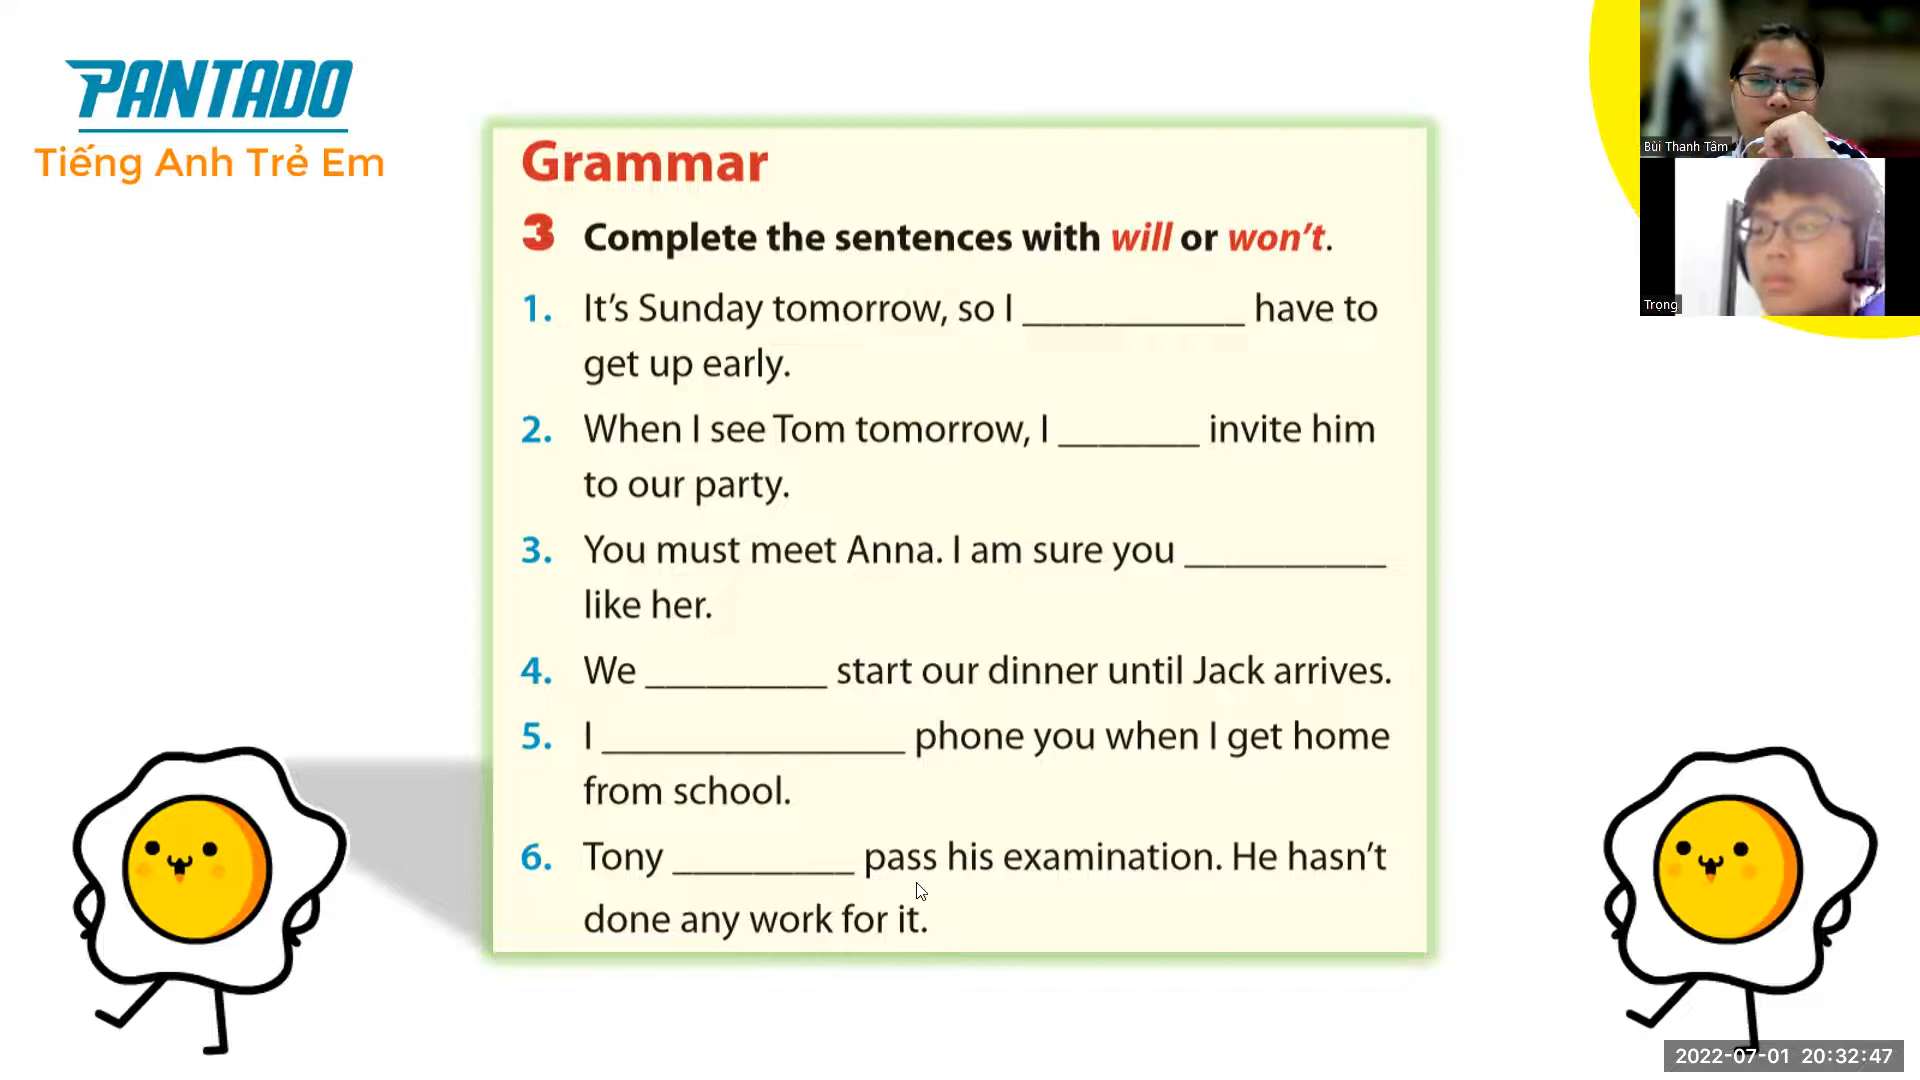 PANTADO
Tiếng Anh Trẻ Em
Grammar
3 Complete the sentences with will or won't.
1. It's Sunday tomorrow, so I ___________ have to
get up early.
2. When I see Tom tomorrow, I _______ invite him
to our party.
3. You must meet Anna. I am sure you __________
like her.
4. We _________ start our dinner until Jack arrives.
5. I _______________ phone you when I get home
from school.
6. Tony _________ pass his examination. He hasn't
done any work for it.
Bùi Thanh Tâm
Trọng
2022-07-01 20:32:47